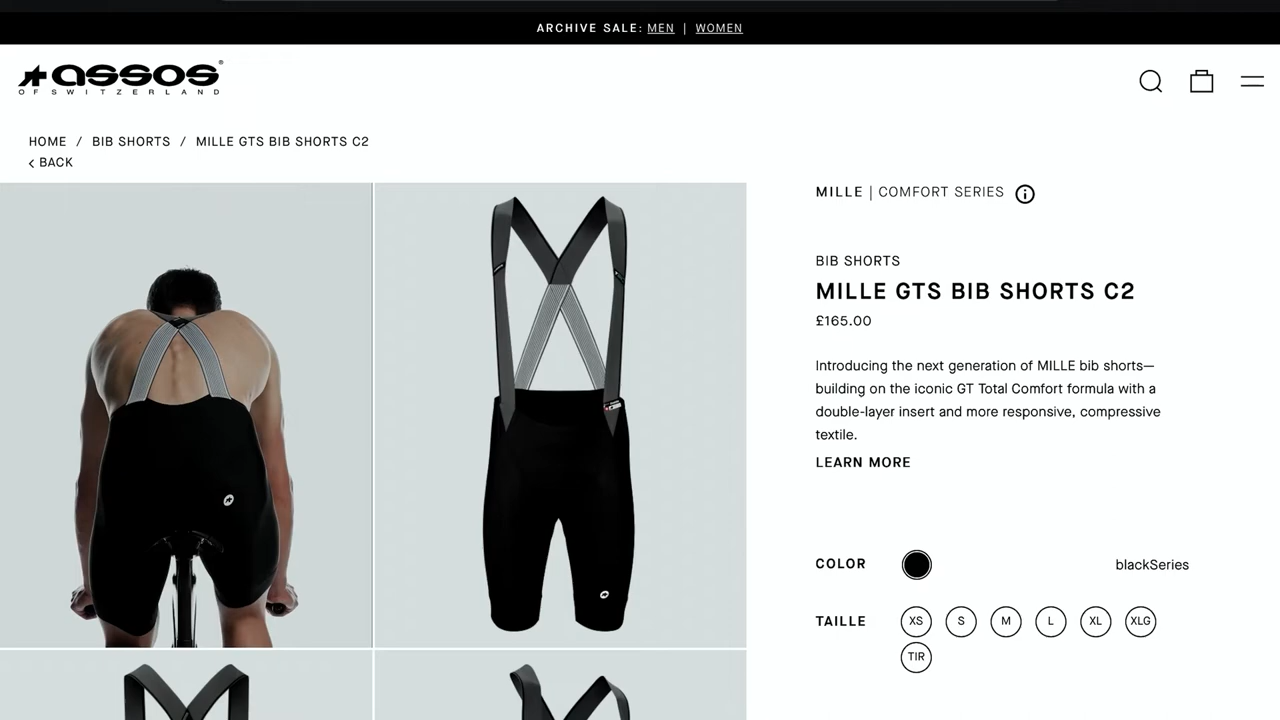 ARCHIVE SALE: MEN | WOMEN
assos®
OF SWITZERLAND
HOME / BIB SHORTS / MILLE GTS BIB SHORTS C2
< BACK
MILLE | COMFORT SERIES
BIB SHORTS
MILLE GTS BIB SHORTS C2
£165.00
Introducing the next generation of MILLE bib shorts—
building on the iconic GT Total Comfort formula with a
double-layer insert and more responsive, compressive
textile.
LEARN MORE
COLOR blackSeries
TAILLE XS S M L XL XLG
TIR